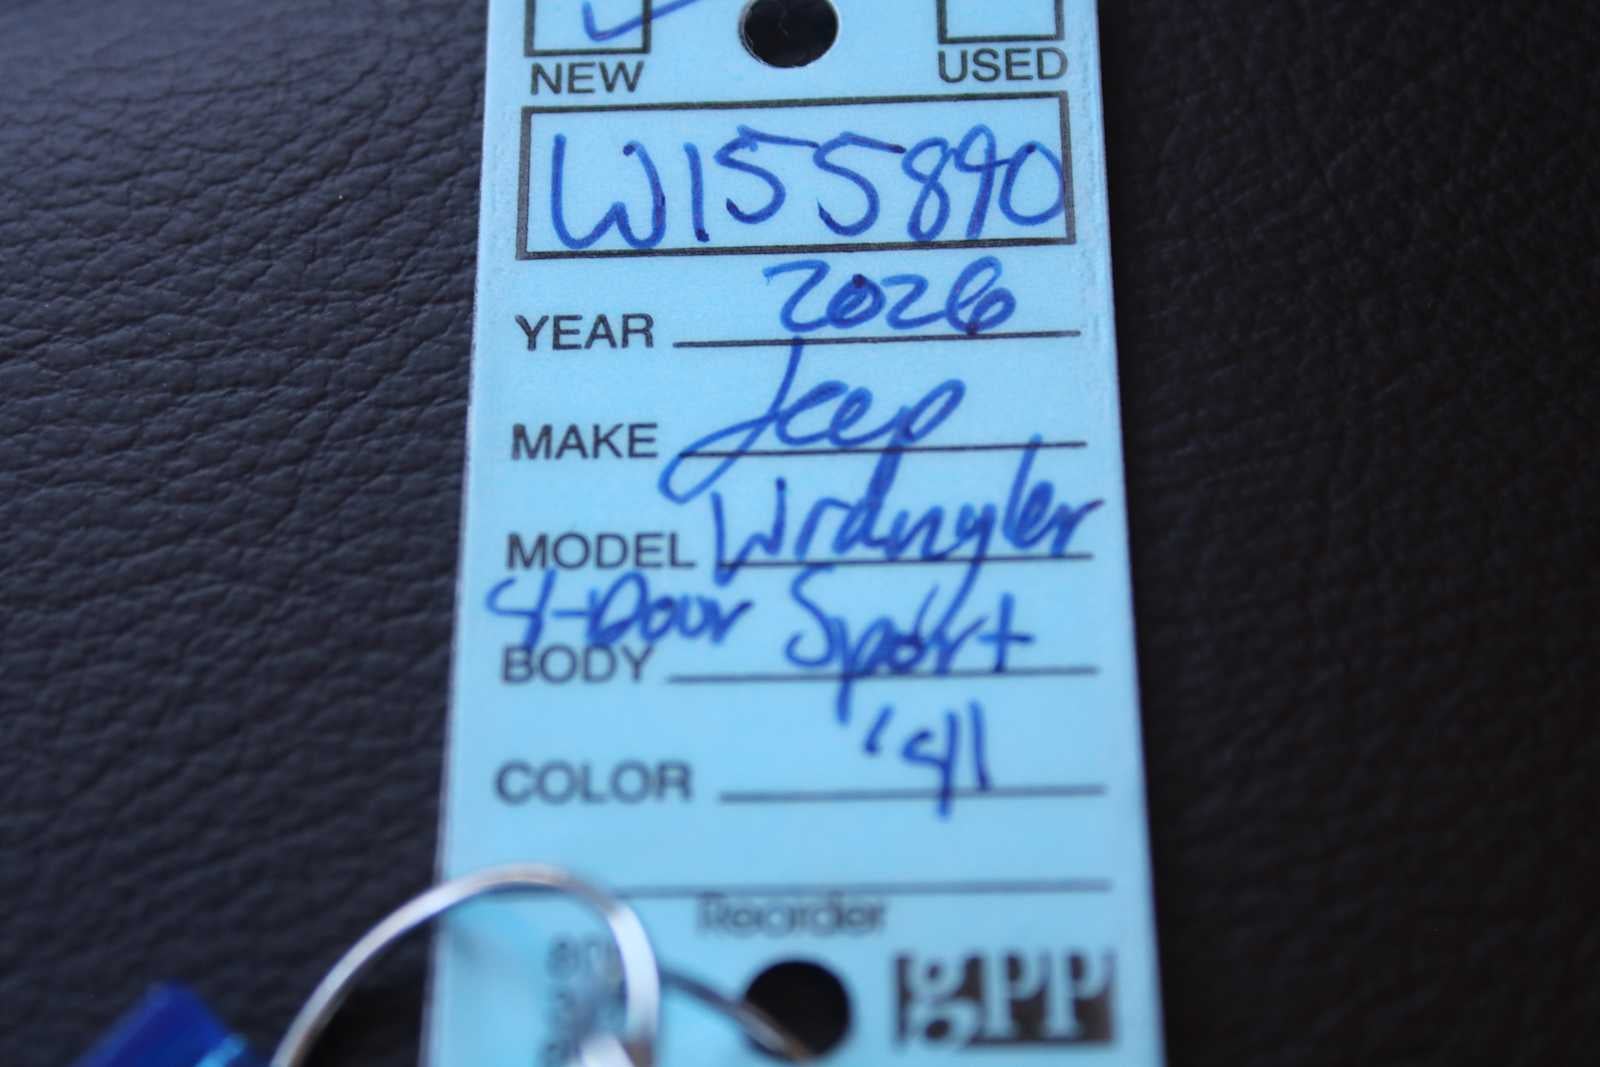 NEW USED
W155890
YEAR 2026
MAKE Jeep
MODEL Wrangler
4-Door Sport
BODY
COLOR '41
Reorder
gpp